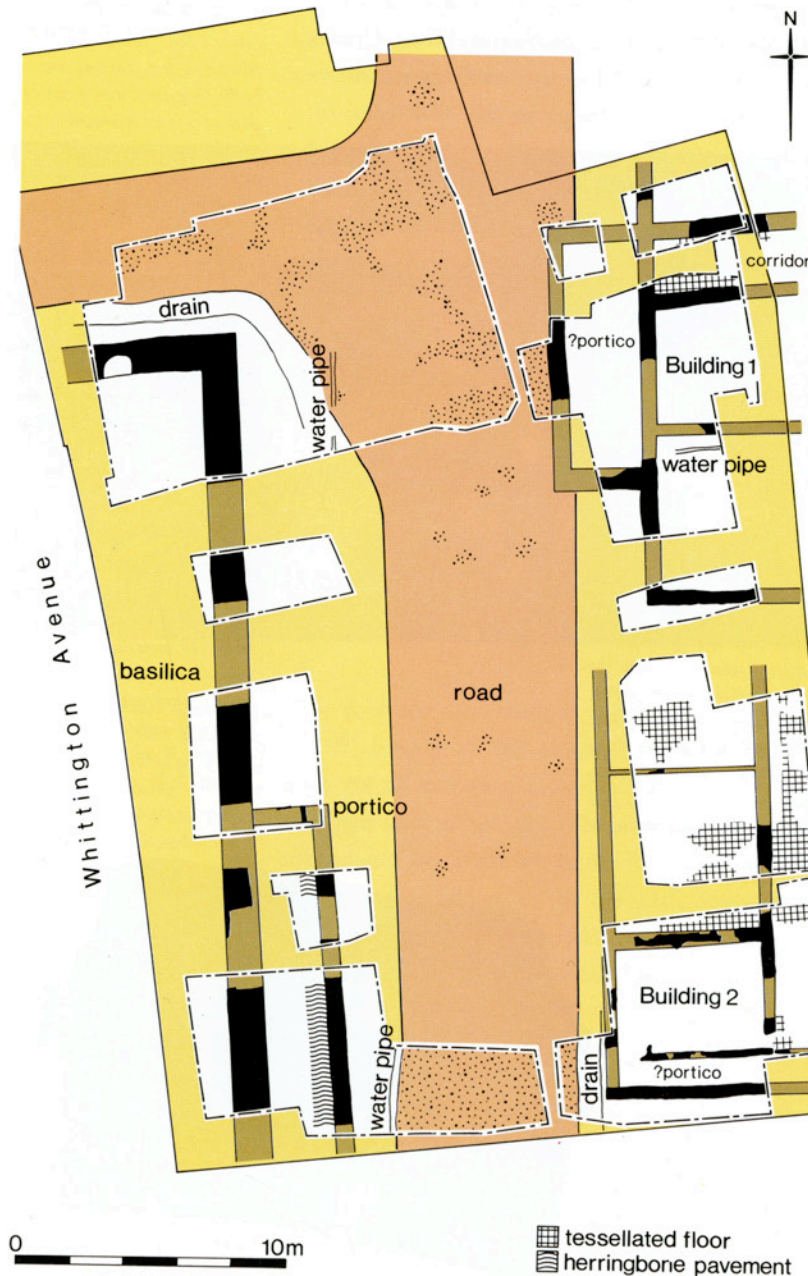 N
corridor
drain
?portico
Building 1
water pipe
water pipe
Whittington Avenue
basilica
road
portico
Building 2
water pipe
drain
?portico
0 10m
tessellated floor
herringbone pavement